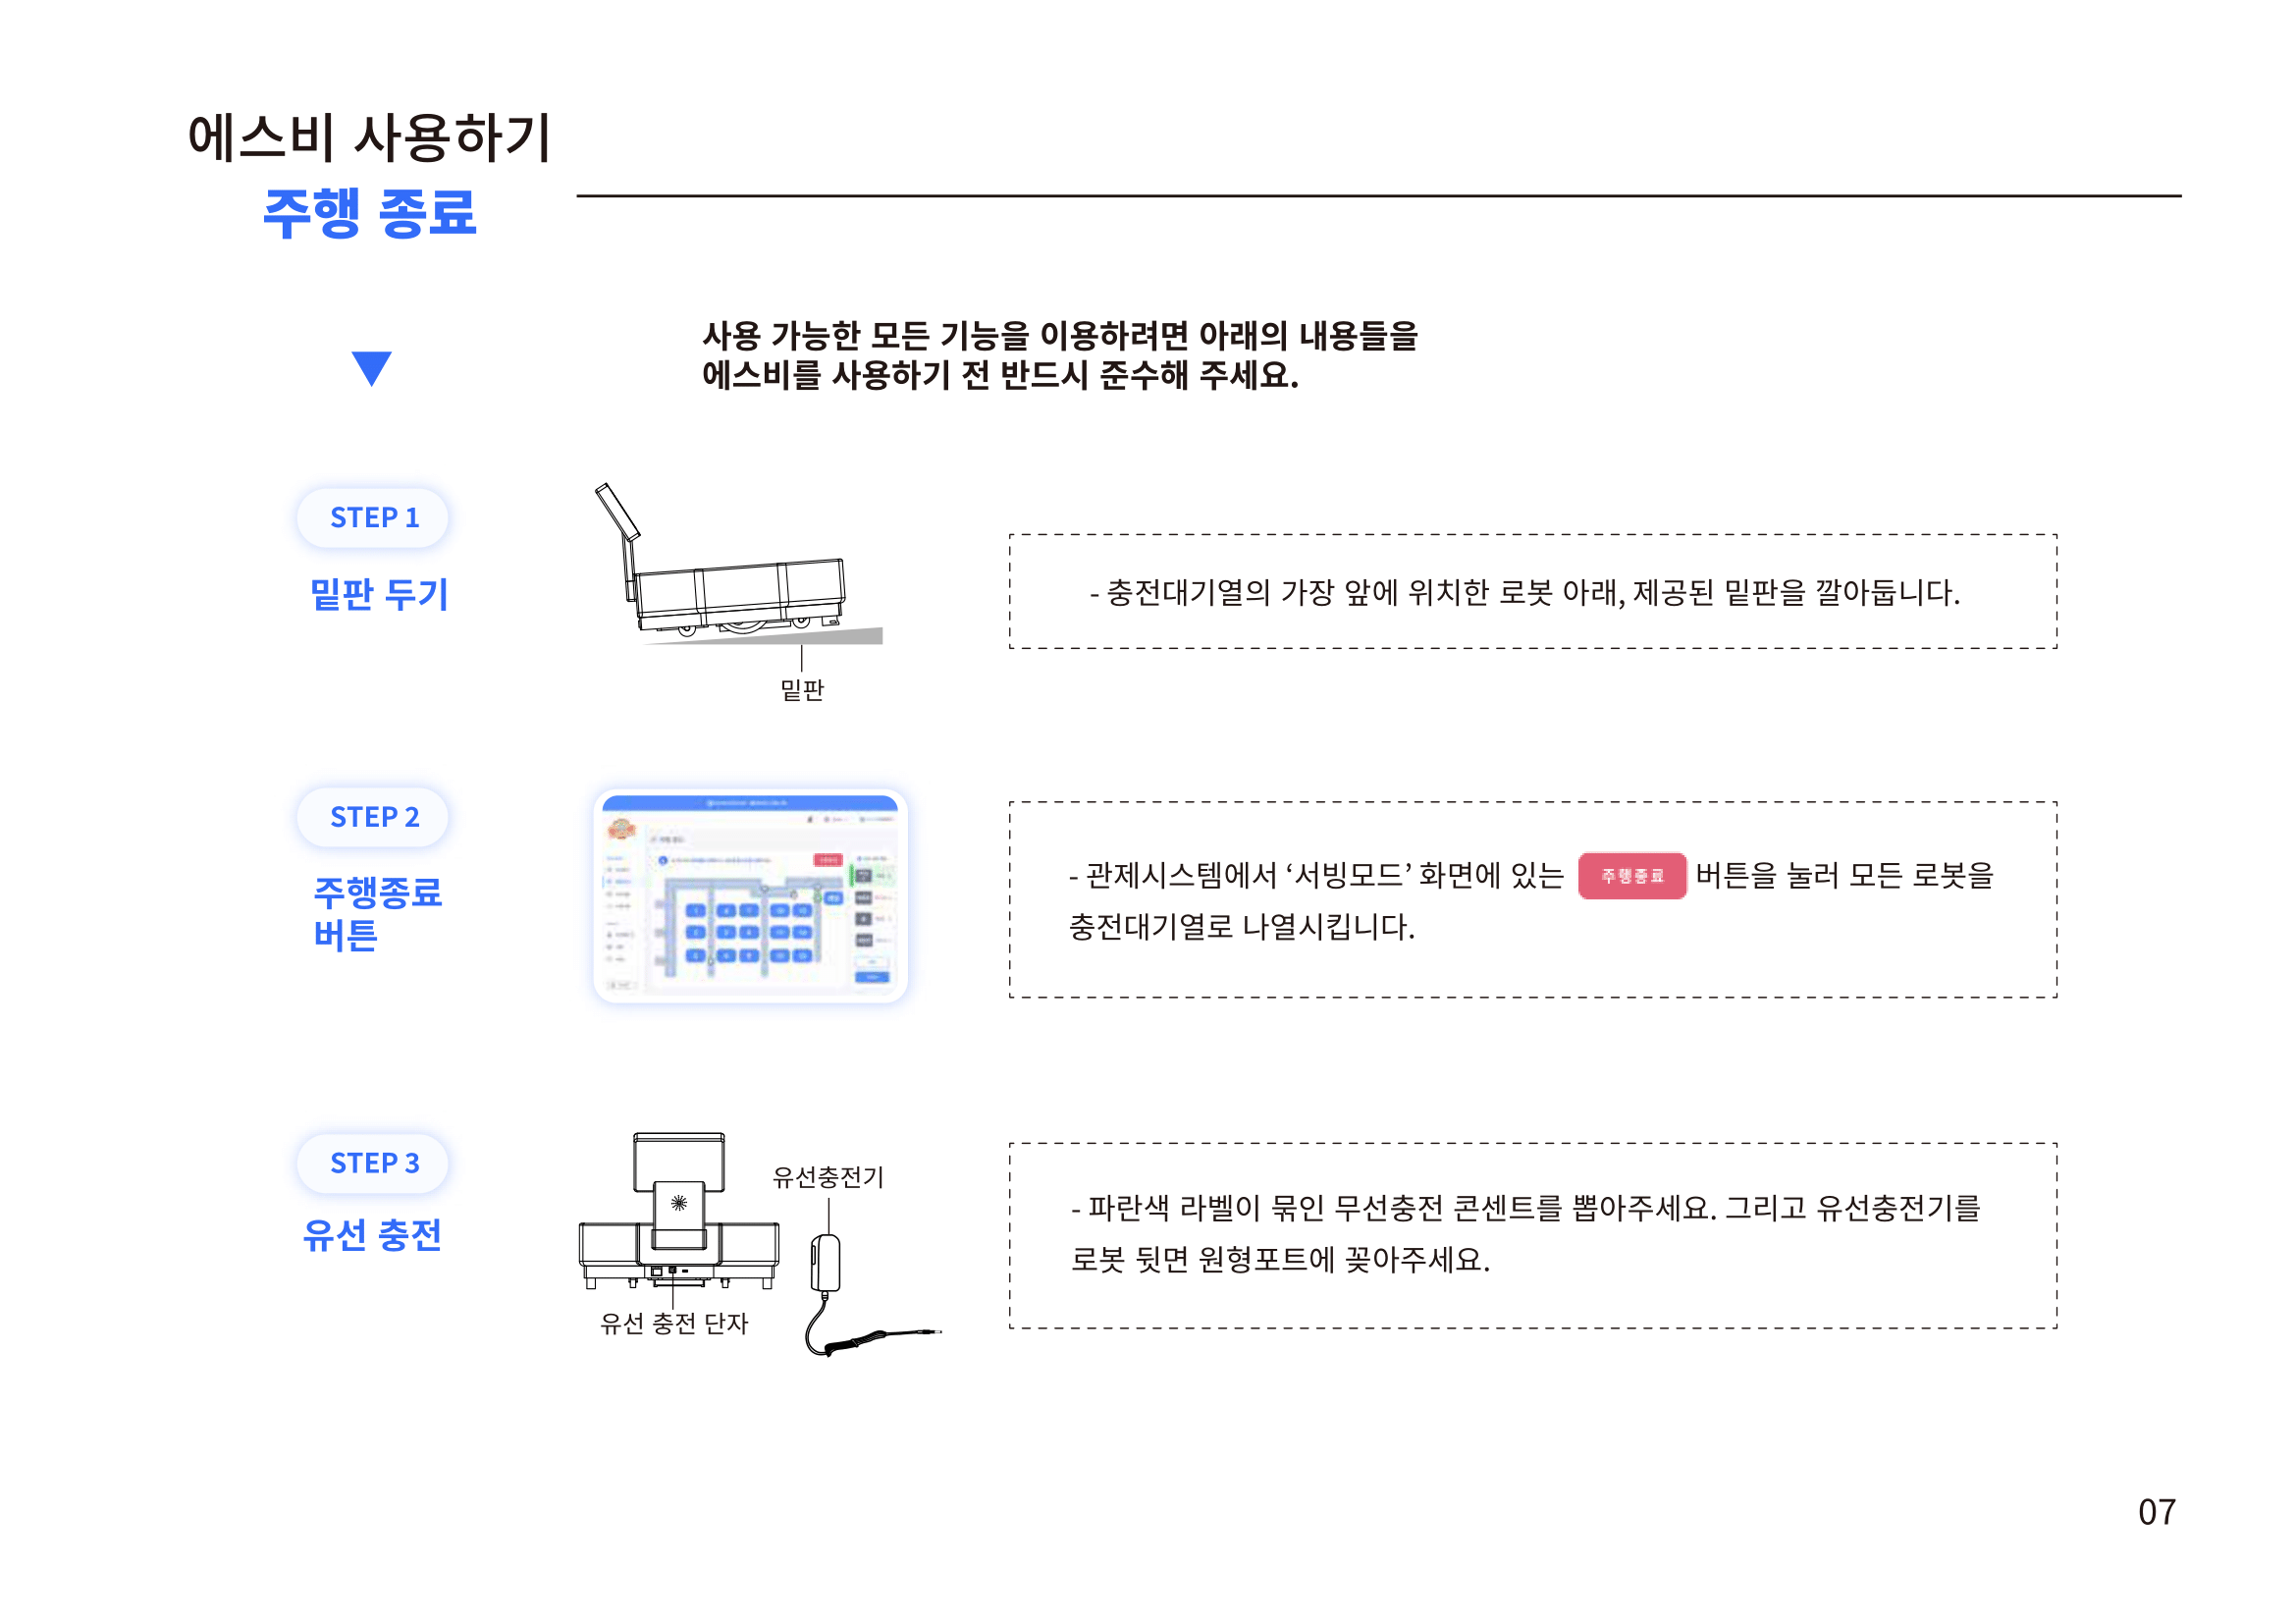 에스비 사용하기
주행 종료
사용 가능한 모든 기능을 이용하려면 아래의 내용들을
에스비를 사용하기 전 반드시 준수해 주세요.
STEP 1
밑판 두기
밑판
- 충전대기열의 가장 앞에 위치한 로봇 아래, 제공된 밑판을 깔아둡니다.
STEP 2
주행종료
버튼
- 관제시스템에서 ‘서빙모드’ 화면에 있는 주행종료 버튼을 눌러 모든 로봇을
충전대기열로 나열시킵니다.
STEP 3
유선 충전
유선충전기
유선 충전 단자
- 파란색 라벨이 묶인 무선충전 콘센트를 뽑아주세요. 그리고 유선충전기를
로봇 뒷면 원형포트에 꽂아주세요.
07